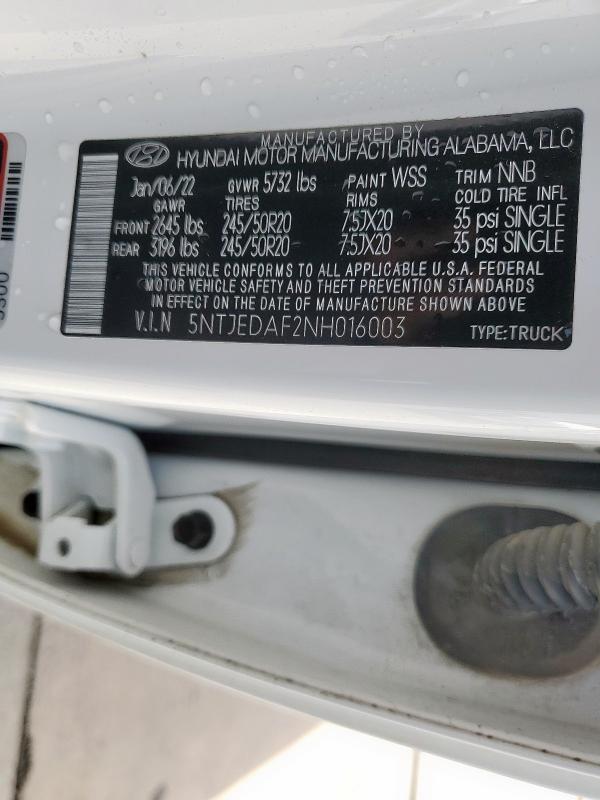 MANUFACTURED BY
HYUNDAI MOTOR MANUFACTURING ALABAMA, LLC
Jan/06/22 GVWR 5732 lbs PAINT WSS TRIM NNB
GAWR TIRES RIMS COLD TIRE INFL
FRONT 2645 lbs 245/50R20 7.5JX20 35 psi SINGLE
REAR 3196 lbs 245/50R20 7.5JX20 35 psi SINGLE
THIS VEHICLE CONFORMS TO ALL APPLICABLE U.S.A. FEDERAL
MOTOR VEHICLE SAFETY AND THEFT PREVENTION STANDARDS
IN EFFECT ON THE DATE OF MANUFACTURE SHOWN ABOVE
V.I.N 5NTJEDAF2NH016003 TYPE:TRUCK